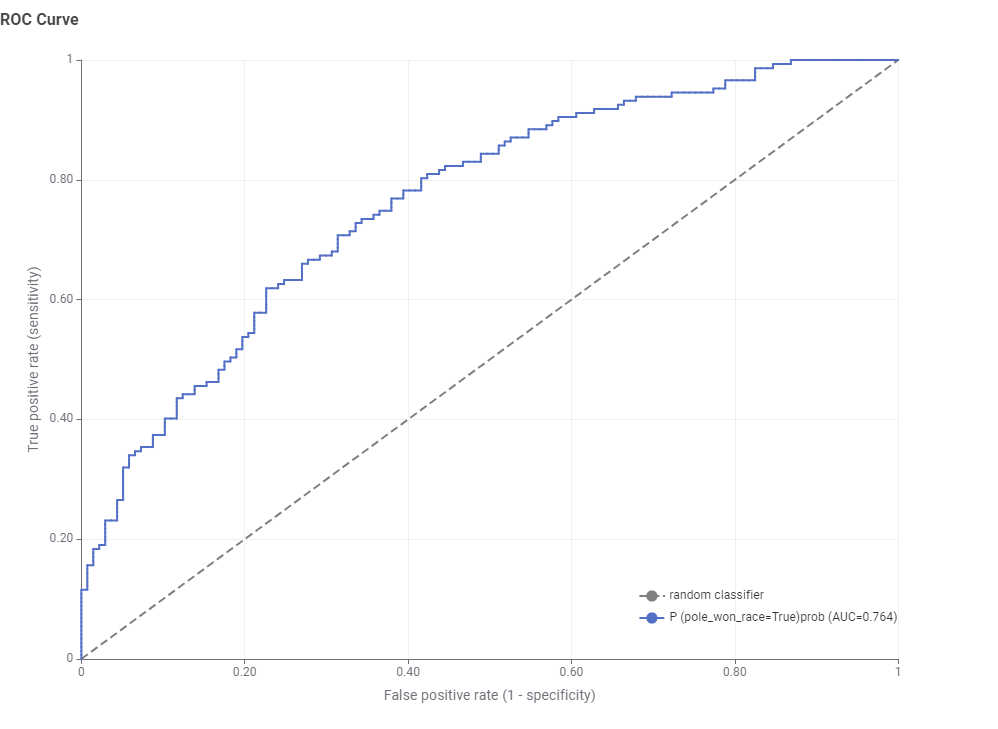 ROC Curve
1
0.80
0.60
0.40
0.20
0
True positive rate (sensitivity)
random classifier
P (pole_won_race=True)prob (AUC=0.764)
0
0.20
0.40
0.60
0.80
1
False positive rate (1 - specificity)